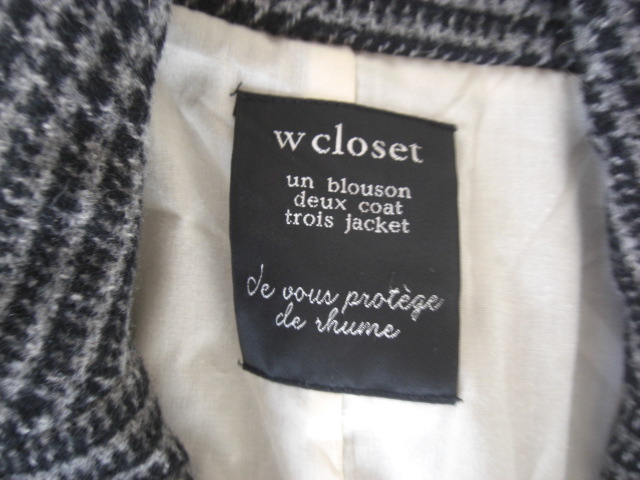 w closet
un blouson
deux coat
trois jacket
Je vous protège
de rhume